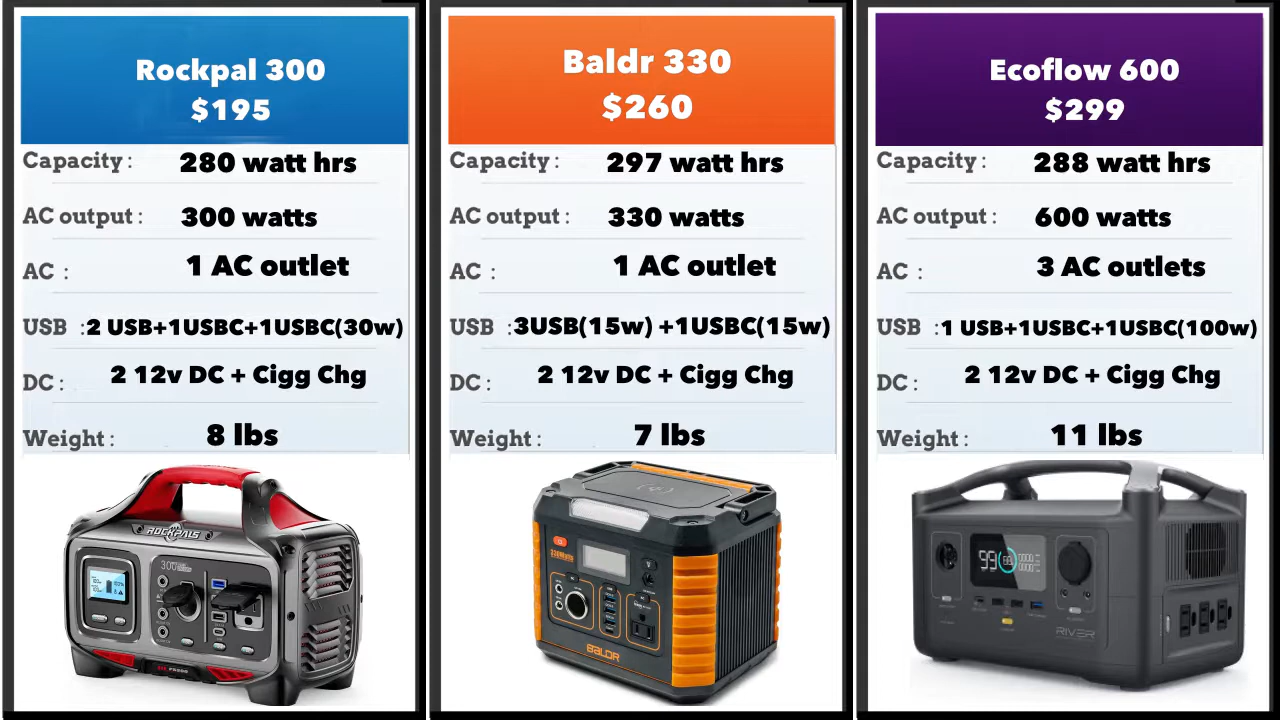 Rockpal 300
$195
Capacity : 280 watt hrs
AC output : 300 watts
AC : 1 AC outlet
USB :2 USB+1USBC+1USBC(30w)
DC : 2 12v DC + Cigg Chg
Weight : 8 lbs
ROCKPALS
300
Baldr 330
$260
Capacity : 297 watt hrs
AC output : 330 watts
AC : 1 AC outlet
USB :3USB(15w) +1USBC(15w)
DC : 2 12v DC + Cigg Chg
Weight : 7 lbs
330Watts
BALDR
Ecoflow 600
$299
Capacity : 288 watt hrs
AC output : 600 watts
AC : 3 AC outlets
USB :1 USB+1USBC+1USBC(100w)
DC : 2 12v DC + Cigg Chg
Weight : 11 lbs
99
RIVER